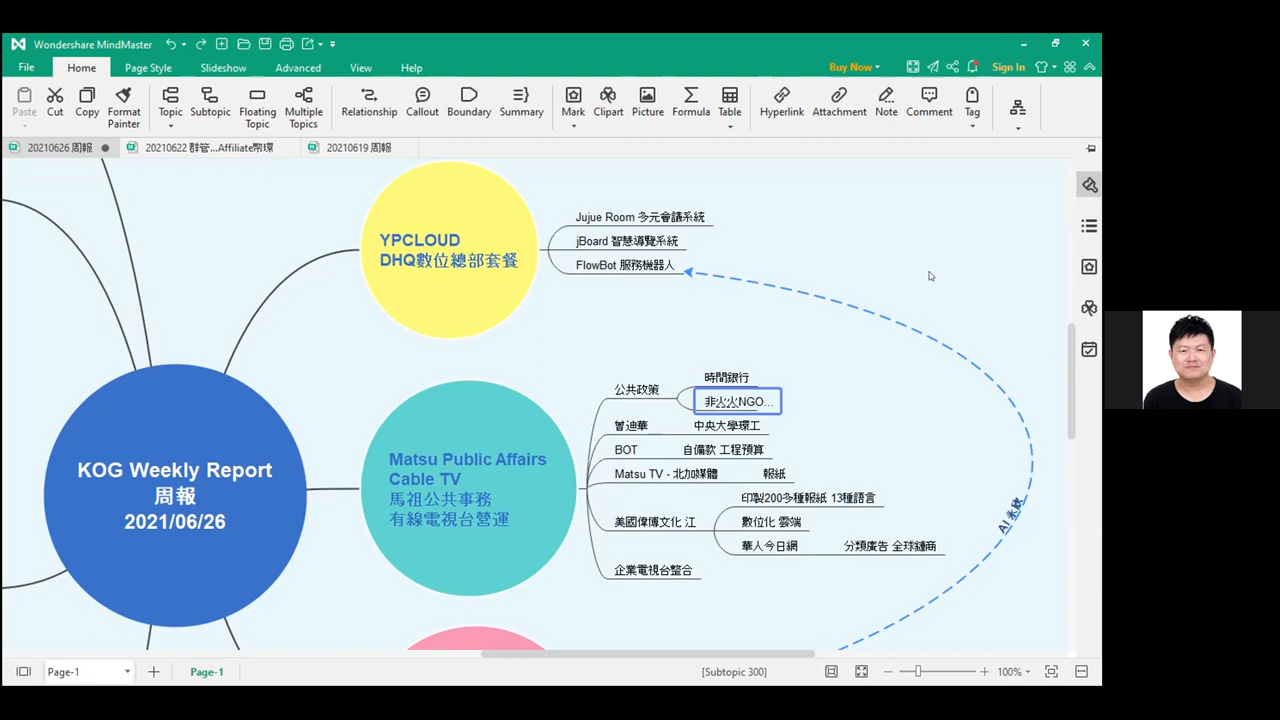 Wondershare MindMaster
File
Home
Page Style
Slideshow
Advanced
View
Help
Buy Now
Sign In
Paste
Cut
Copy
Format Painter
Topic
Subtopic
Floating Topic
Multiple Topics
Relationship
Callout
Boundary
Summary
Mark
Clipart
Picture
Formula
Table
Hyperlink
Attachment
Note
Comment
Tag
20210626 周報
20210622 群管...Affiliate幣環
20210619 周報
YPCLOUD
DHQ數位總部套餐
Jujue Room 多元會議系統
jBoard 智慧導覽系統
FlowBot 服務機器人
KOG Weekly Report
周報
2021/06/26
Matsu Public Affairs
Cable TV
馬祖公共事務
有線電視台營運
公共政策
時間銀行
非火火NGO...
曾迪華
中央大學環工
BOT
自備款 工程預算
Matsu TV - 北加媒體
報紙
美國偉博文化 江
印製200多種報紙 13種語言
數位化 雲端
華人今日網
分類廣告 全球鏈商
企業電視台整合
AI 永欣
Page-1
Page-1
[Subtopic 300]
100%